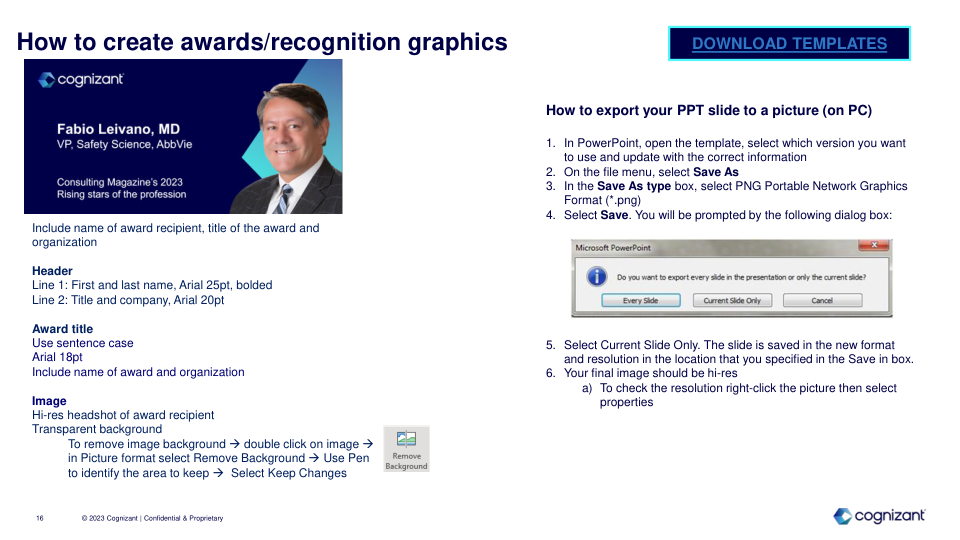 How to create awards/recognition graphics
DOWNLOAD TEMPLATES
cognizant
Fabio Leivano, MD
VP, Safety Science, AbbVie
Consulting Magazine's 2023
Rising stars of the profession
Include name of award recipient, title of the award and
organization
Header
Line 1: First and last name, Arial 25pt, bolded
Line 2: Title and company, Arial 20pt
Award title
Use sentence case
Arial 18pt
Include name of award and organization
Image
Hi-res headshot of award recipient
Transparent background
To remove image background → double click on image →
in Picture format select Remove Background → Use Pen
to identify the area to keep → Select Keep Changes
Remove
Background
How to export your PPT slide to a picture (on PC)
1. In PowerPoint, open the template, select which version you want
to use and update with the correct information
2. On the file menu, select Save As
3. In the Save As type box, select PNG Portable Network Graphics
Format (*.png)
4. Select Save. You will be prompted by the following dialog box:
Microsoft PowerPoint
X
Do you want to export every slide in the presentation or only the current slide?
Every Slide
Current Slide Only
Cancel
5. Select Current Slide Only. The slide is saved in the new format
and resolution in the location that you specified in the Save in box.
6. Your final image should be hi-res
a) To check the resolution right-click the picture then select
properties
16
© 2023 Cognizant | Confidential & Proprietary
cognizant